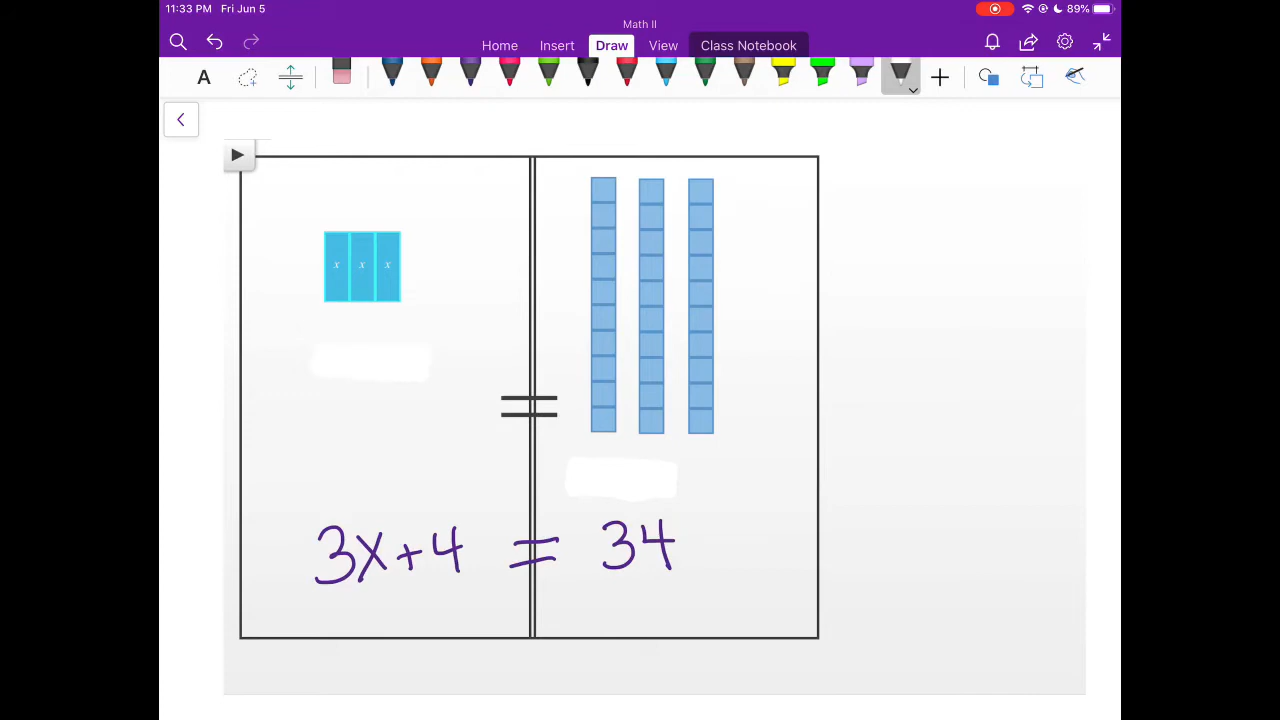 11:33 PM Fri Jun 5 89%
Math II
Home Insert Draw View Class Notebook
A
x x x
3x+4 = 34